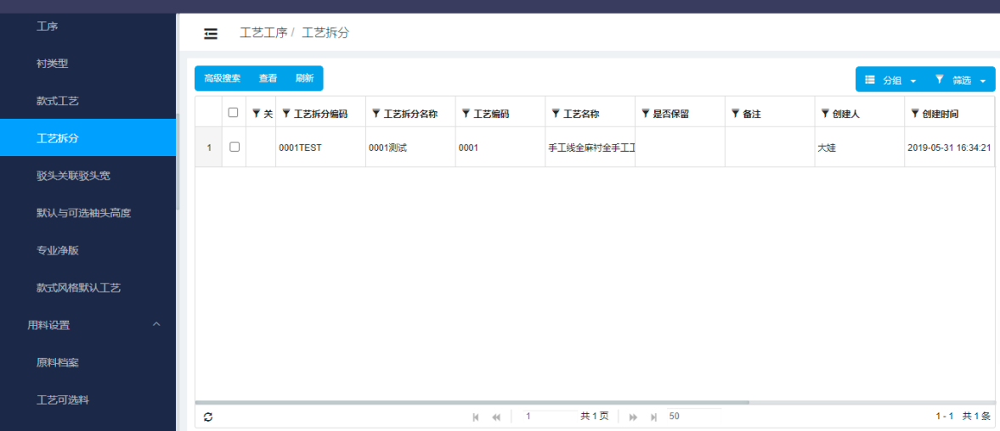 工序
衬类型
款式工艺
工艺拆分
驳头关联驳头宽
默认与可选袖头高度
专业净版
款式风格默认工艺
用料设置
原料档案
工艺可选料
工艺工序 / 工艺拆分
高级搜索 查看 刷新
分组 筛选
关 工艺拆分编码 工艺拆分名称 工艺编码 工艺名称 是否保留 备注 创建人 创建时间
1 0001TEST 0001测试 0001 手工线全麻衬全手工工 大娃 2019-05-31 16:34:21
1 共 1 页 50 1 - 1 共 1 条